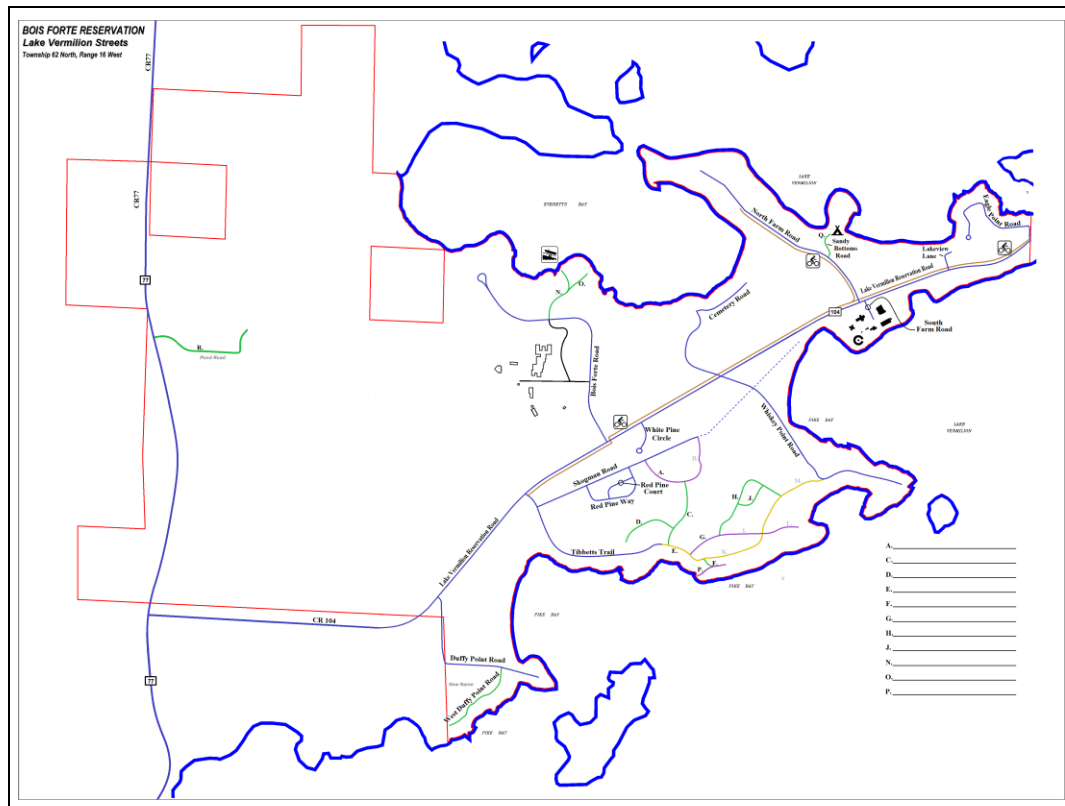 BOIS FORTE RESERVATION
Lake Vermilion Streets
Township 62 North, Range 16 West
CR77
CR77
77
R.
Pond Road
77
CR 104
EVERETTS BAY
LAKE
VERMILION
North Farm Road
Q.
Sandy
Bottoms
Road
Eagle Point Road
Lakeview
Lane
Lake Vermilion Reservation Road
104
South
Farm Road
Cemetery Road
N.
O.
Bois Forte Road
White Pine
Circle
Whiskey Point Road
PIKE BAY
LAKE
VERMILION
Skogman Road
A.
B.
Red Pine
Court
Red Pine Way
Lake Vermilion Reservation Road
Tibbetts Trail
C.
D.
E.
G.
H.
J.
M.
K.
F.
P.
PIKE BAY
PIKE BAY
Duffy Point Road
West Duffy Point Road
PIKE BAY
A.
C.
D.
E.
F.
G.
H.
J.
N.
O.
P.